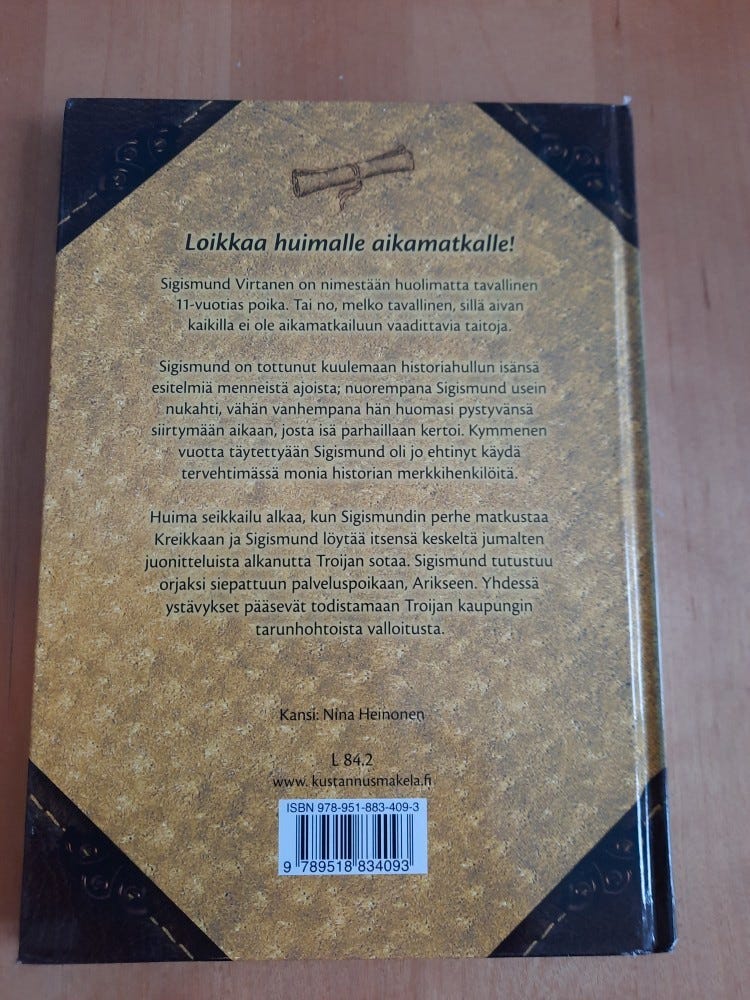 Loikkaa huimalle aikamatkalle!
Sigismund Virtanen on nimestään huolimatta tavallinen
11-vuotias poika. Tai no, melko tavallinen, sillä aivan
kaikilla ei ole aikamatkailuun vaadittavia taitoja.
Sigismund on tottunut kuulemaan historiahullun isänsä
esitelmiä menneistä ajoista; nuorempana Sigismund usein
nukahti, vähän vanhempana hän huomasi pystyvänsä
siirtymään aikaan, josta isä parhaillaan kertoi. Kymmenen
vuotta täytettyään Sigismund oli jo ehtinyt käydä
tervehtimässä monia historian merkkihenkilöitä.
Huima seikkailu alkaa, kun Sigismundin perhe matkustaa
Kreikkaan ja Sigismund löytää itsensä keskeltä jumalten
juonitteluista alkanutta Troijan sotaa. Sigismund tutustuu
orjaksi siepattuun palveluspoikaan, Arikseen. Yhdessä
ystävykset pääsevät todistamaan Troijan kaupungin
tarunhohtoista valloitusta.
Kansi: Nina Heinonen
L 84.2
www. kustannusmakela.fi
ISBN 978-951-883-409-3
9 789518 834093